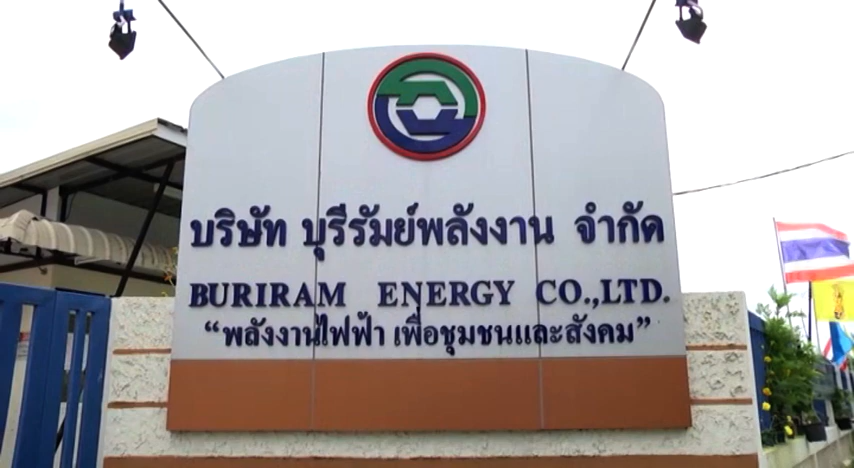 บริษัท บุรีรัมย์พลังงาน จำกัด
BURIRAM ENERGY CO.,LTD.
“พลังงานไฟฟ้า เพื่อชุมชนและสังคม”